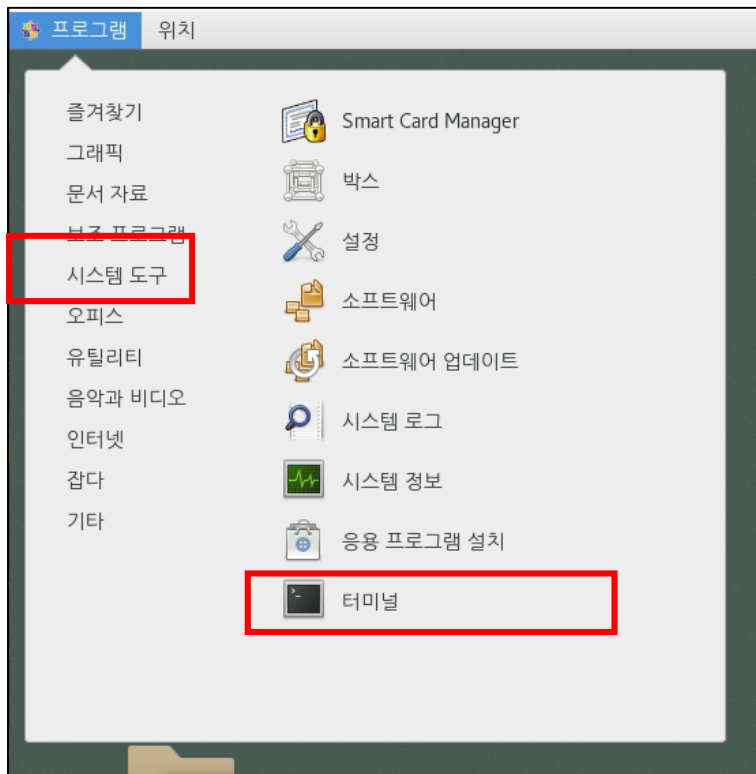 프로그램 위치
즐겨찾기
그래픽
문서 자료
보조 프로그램
시스템 도구
오피스
유틸리티
음악과 비디오
인터넷
잡다
기타
Smart Card Manager
박스
설정
소프트웨어
소프트웨어 업데이트
시스템 로그
시스템 정보
응용 프로그램 설치
터미널